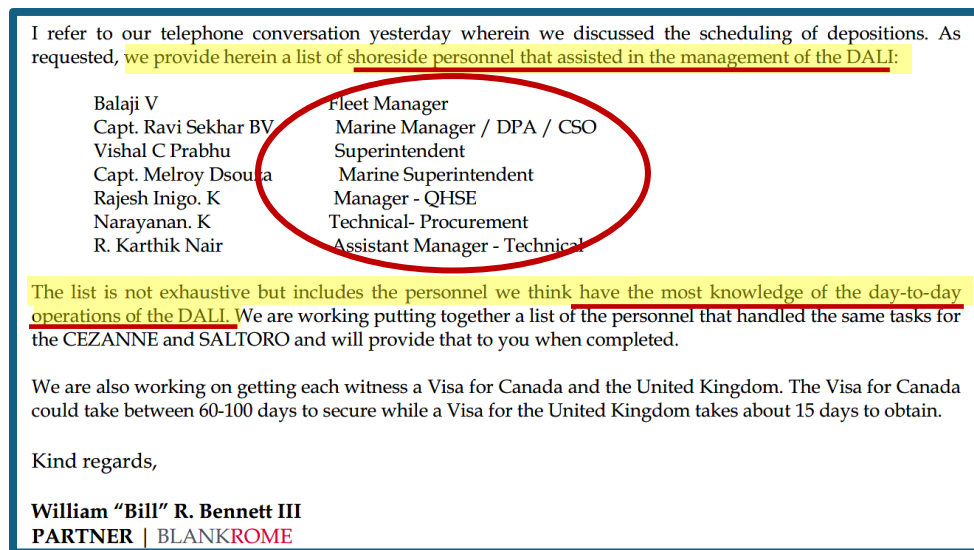 I refer to our telephone conversation yesterday wherein we discussed the scheduling of depositions. As
requested, we provide herein a list of shoreside personnel that assisted in the management of the DALI:
Balaji V Fleet Manager
Capt. Ravi Sekhar BV Marine Manager / DPA / CSO
Vishal C Prabhu Superintendent
Capt. Melroy Dsouza Marine Superintendent
Rajesh Inigo. K Manager - QHSE
Narayanan. K Technical- Procurement
R. Karthik Nair Assistant Manager - Technical
The list is not exhaustive but includes the personnel we think have the most knowledge of the day-to-day
operations of the DALI. We are working putting together a list of the personnel that handled the same tasks for
the CEZANNE and SALTORO and will provide that to you when completed.
We are also working on getting each witness a Visa for Canada and the United Kingdom. The Visa for Canada
could take between 60-100 days to secure while a Visa for the United Kingdom takes about 15 days to obtain.
Kind regards,
William “Bill” R. Bennett III
PARTNER | BLANKROME